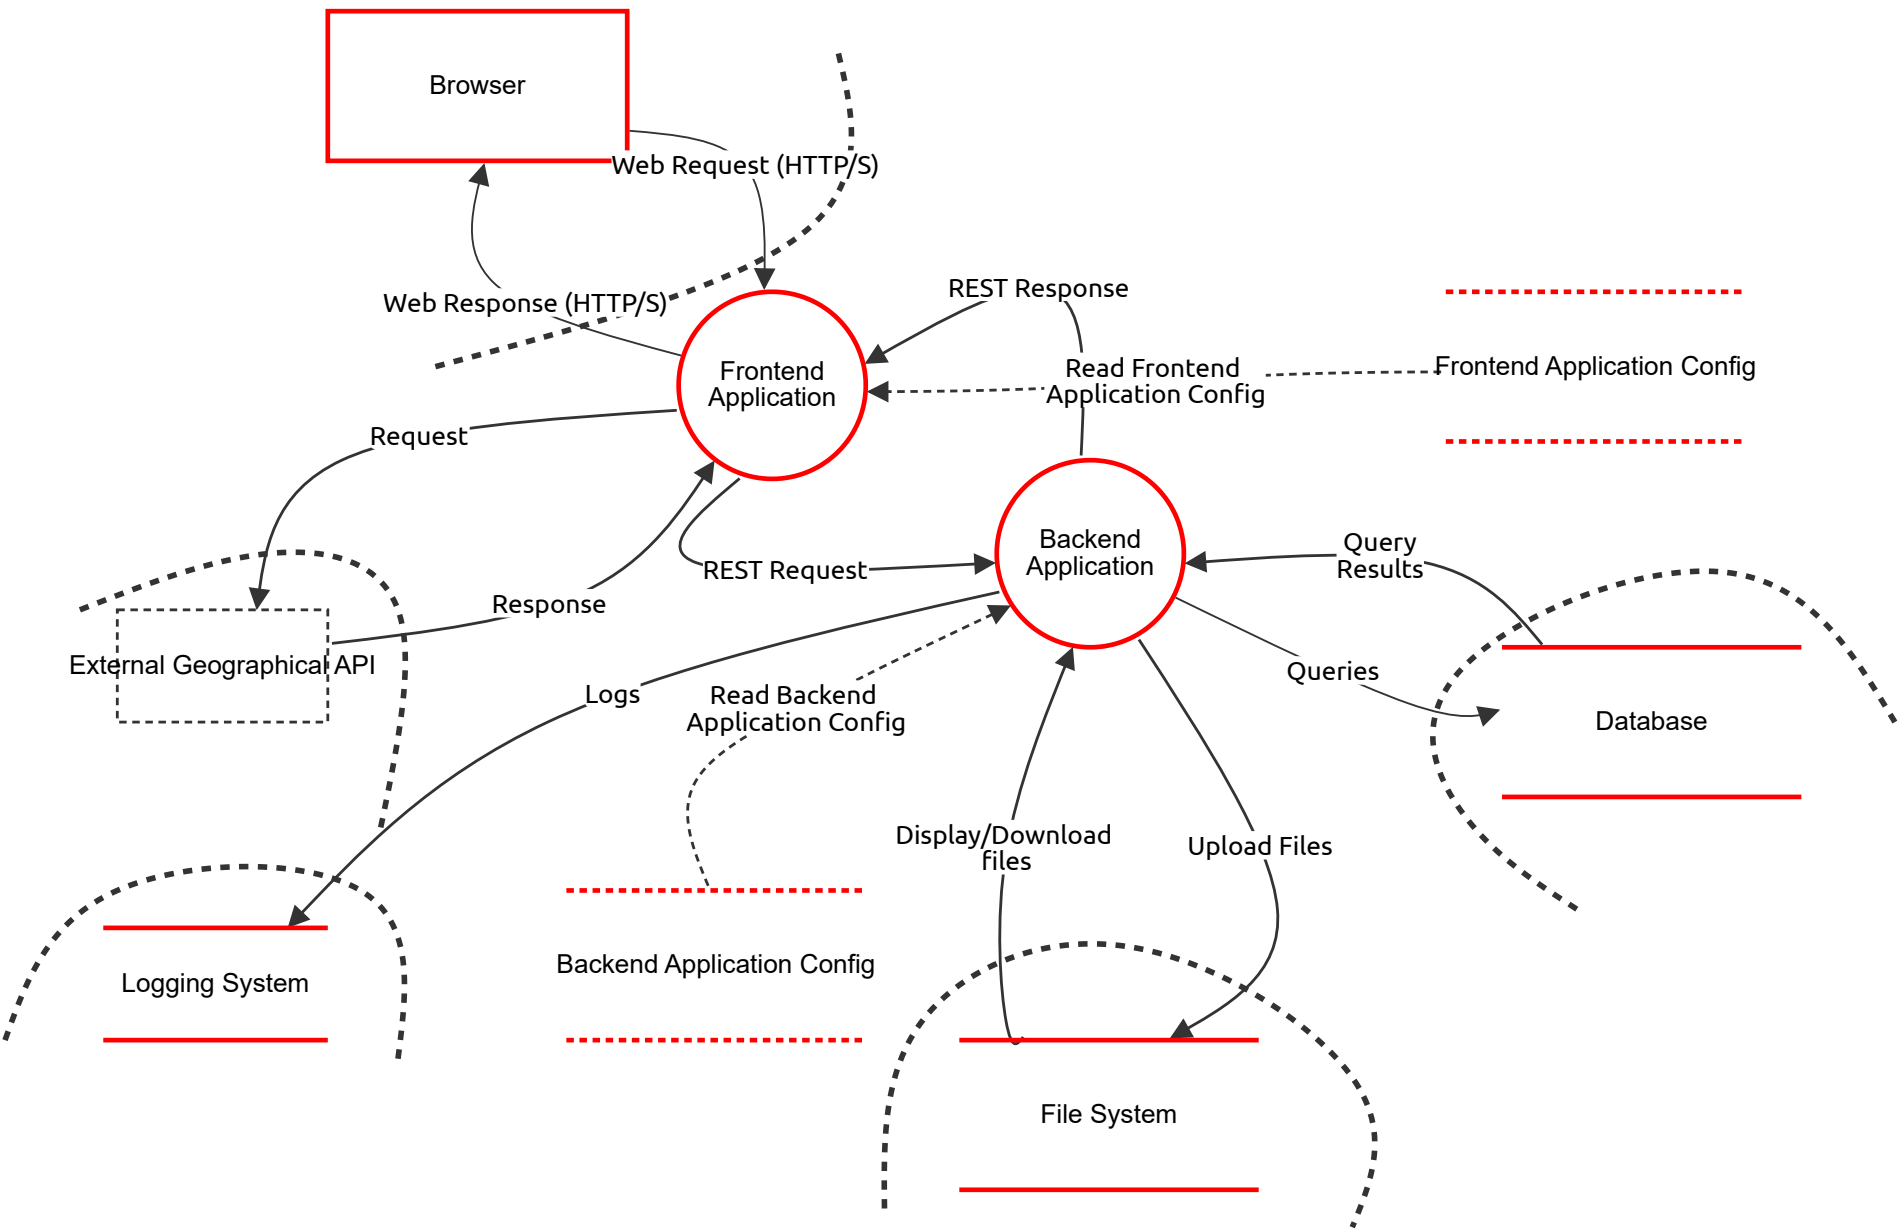 Browser
Web Request (HTTP/S)
REST Response
Web Response (HTTP/S)
Frontend
Application
Read Frontend
Application Config
Frontend Application Config
Request
Backend
Application
Query
Results
REST Request
Response
External Geographical API
Queries
Logs
Read Backend
Application Config
Database
Display/Download
files
Upload Files
Backend Application Config
Logging System
File System